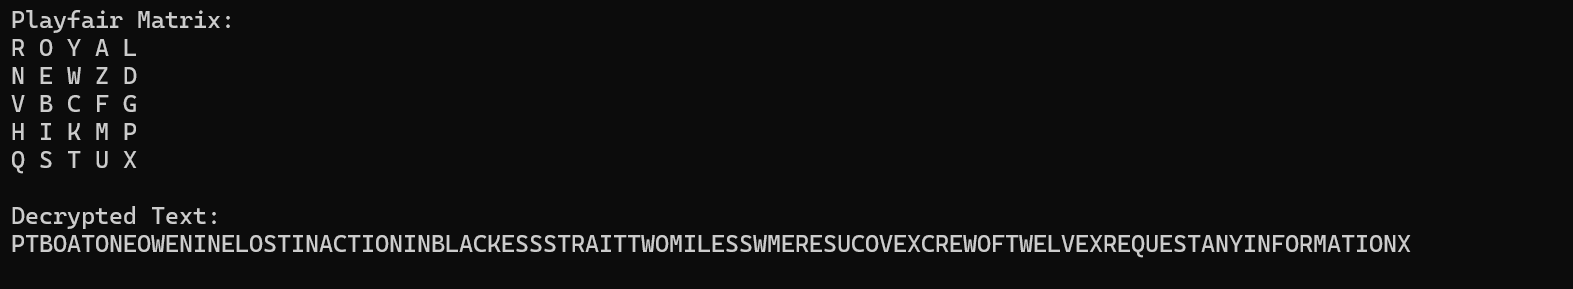 Playfair Matrix:
R O Y A L
N E W Z D
V B C F G
H I K M P
Q S T U X
Decrypted Text:
PTBOATONEOWENINELOSTINACTIONINBLACKESSSTRAITTWOMILESSWMERESUCOVEXCREWOFTWELVEXREQUESTANYINFORMATIONX